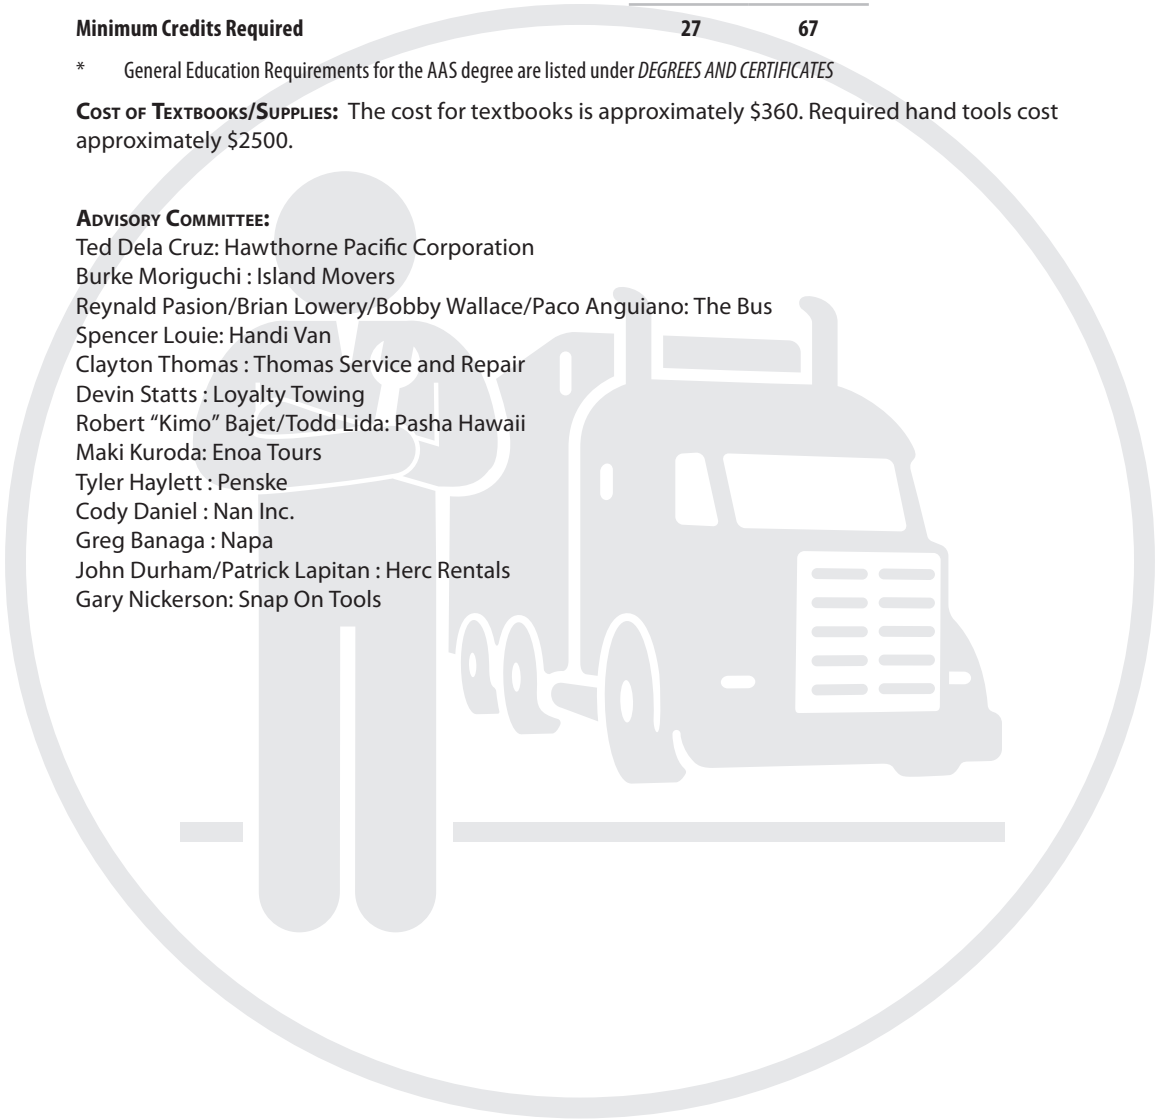 Minimum Credits Required 27 67
* General Education Requirements for the AAS degree are listed under DEGREES AND CERTIFICATES
Cost of Textbooks/Supplies: The cost for textbooks is approximately $360. Required hand tools cost
approximately $2500.
Advisory Committee:
Ted Dela Cruz: Hawthorne Pacific Corporation
Burke Moriguchi : Island Movers
Reynald Pasion/Brian Lowery/Bobby Wallace/Paco Anguiano: The Bus
Spencer Louie: Handi Van
Clayton Thomas : Thomas Service and Repair
Devin Statts : Loyalty Towing
Robert “Kimo” Bajet/Todd Lida: Pasha Hawaii
Maki Kuroda: Enoa Tours
Tyler Haylett : Penske
Cody Daniel : Nan Inc.
Greg Banaga : Napa
John Durham/Patrick Lapitan : Herc Rentals
Gary Nickerson: Snap On Tools